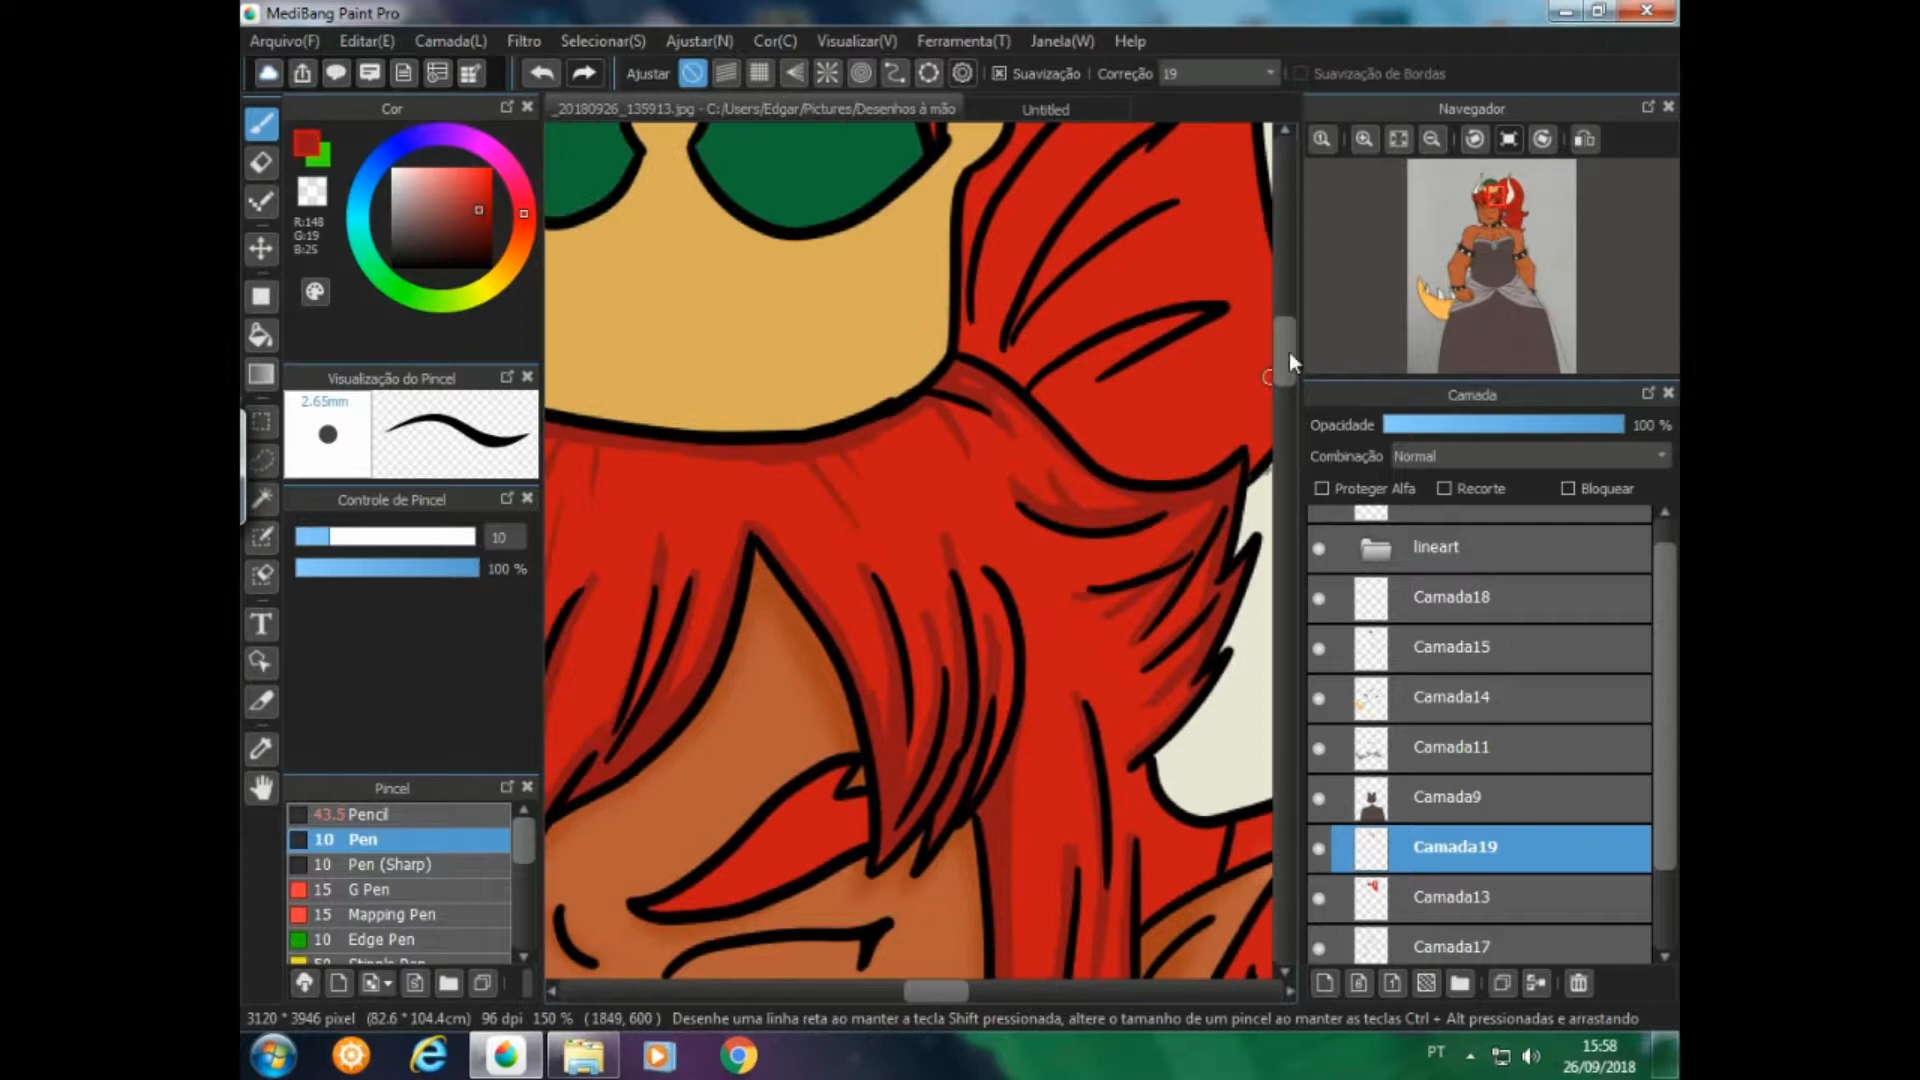 MediBang Paint Pro
Arquivo(F) Editar(E) Camada(L) Filtro Selecionar(S) Ajustar(N) Cor(C) Visualizar(V) Ferramenta(T) Janela(W) Help
Ajustar Suavização Correção 19 Suavização de Bordas
Cor
_20180926_135913.jpg - C:/Users/Edgar/Pictures/Desenhos à mão
Untitled
Navegador
R:148
G:19
B:25
Visualização do Pincel
2.65mm
Controle de Pincel
10
100 %
Pincel
43.5 Pencil
10 Pen
10 Pen (Sharp)
15 G Pen
15 Mapping Pen
10 Edge Pen
Camada
Opacidade 100 %
Combinação Normal
Proteger Alfa Recorte Bloquear
lineart
Camada18
Camada15
Camada14
Camada11
Camada9
Camada19
Camada13
Camada17
3120 * 3946 pixel (82.6 * 104.4cm) 96 dpi 150 % (1849, 600 ) Desenhe uma linha reta ao manter a tecla Shift pressionada, altere o tamanho de um pincel ao manter as teclas Ctrl + Alt pressionadas e arrastando
PT
15:58
26/09/2018